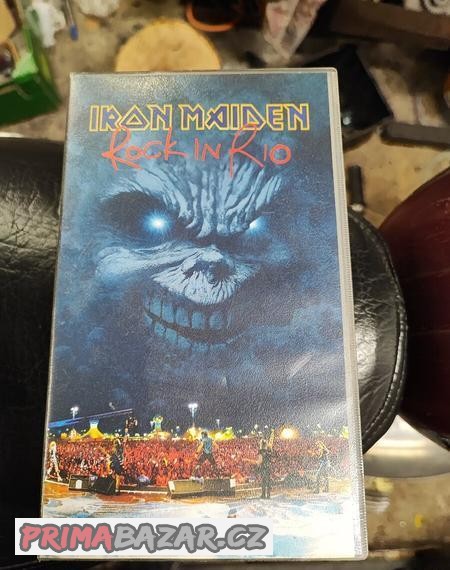 IRON MAIDEN
ROCK IN RIO
PRIMABAZAR.CZ